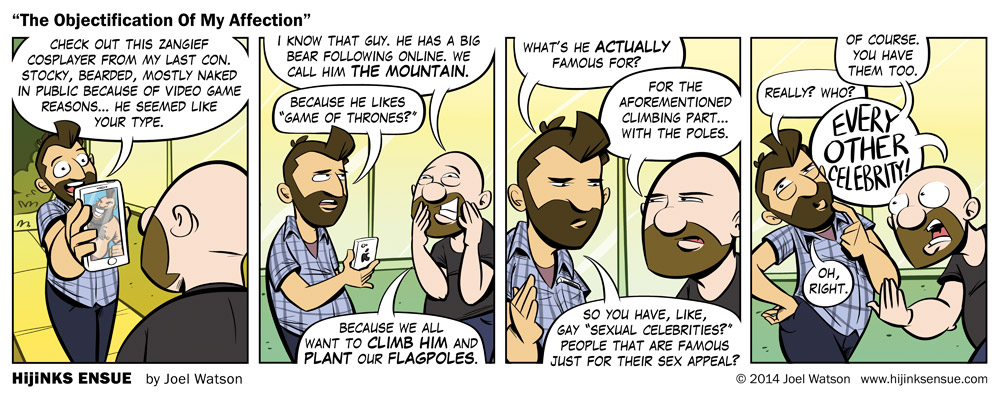 “The Objectification Of My Affection”
CHECK OUT THIS ZANGIEF
COSPLAYER FROM MY LAST CON.
STOCKY, BEARDED, MOSTLY NAKED
IN PUBLIC BECAUSE OF VIDEO GAME
REASONS... HE SEEMED LIKE
YOUR TYPE.
I KNOW THAT GUY. HE HAS A BIG
BEAR FOLLOWING ONLINE. WE
CALL HIM THE MOUNTAIN.
BECAUSE HE LIKES
“GAME OF THRONES?”
BECAUSE WE ALL
WANT TO CLIMB HIM AND
PLANT OUR FLAGPOLES.
WHAT'S HE ACTUALLY
FAMOUS FOR?
FOR THE
AFOREMENTIONED
CLIMBING PART...
WITH THE POLES.
SO YOU HAVE, LIKE,
GAY “SEXUAL CELEBRITIES?”
PEOPLE THAT ARE FAMOUS
JUST FOR THEIR SEX APPEAL?
OF COURSE.
YOU HAVE
THEM TOO.
REALLY? WHO?
EVERY
OTHER
CELEBRITY!
OH,
RIGHT.
HijiNKS ENSUE by Joel Watson
© 2014 Joel Watson www.hijinksensue.com